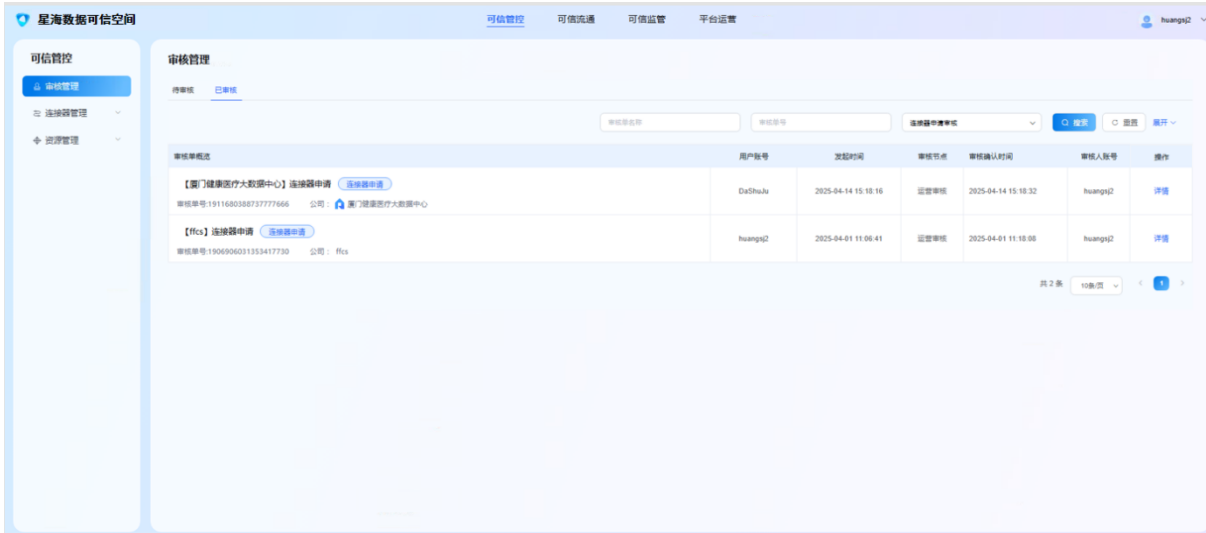 星海数据可信空间 可信管控 可信流通 可信监管 平台运营 huangsj2
可信管控
审核管理
连接器管理
资源管理
审核管理
待审核 已审核
审核单名称 审核单号 连接器申请审核 搜索 重置 展开
审核单概览 用户账号 发起时间 审核节点 审核确认时间 审核人账号 操作
【厦门健康医疗大数据中心】连接器申请 连接器申请
审核单号:1911680388737777666 公司: 厦门健康医疗大数据中心
DaShuJu 2025-04-14 15:18:16 运营审核 2025-04-14 15:18:32 huangsj2 详情
【ffcs】连接器申请 连接器申请
审核单号:1906906031353417730 公司: ffcs
huangsj2 2025-04-01 11:06:41 运营审核 2025-04-01 11:18:08 huangsj2 详情
共 2 条 10条/页 1